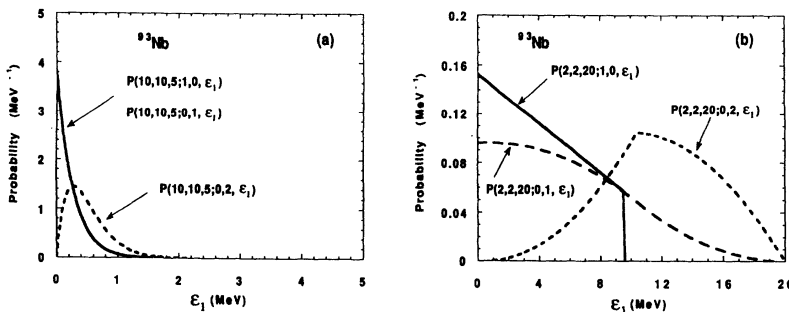 93Nb
(a)
P(10,10,5;1,0, ε1)
P(10,10,5;0,1, ε1)
P(10,10,5;0,2, ε1)
Probability (MeV⁻¹)
5
4
3
2
1
0
0 1 2 3 4 5
ε1 (MeV)
93Nb
(b)
P(2,2,20;1,0, ε1)
P(2,2,20;0,2, ε1)
P(2,2,20;0,1, ε1)
Probability (MeV⁻¹)
0.2
0.16
0.12
0.08
0.04
0
0 4 8 12 16 20
ε1 (MeV)